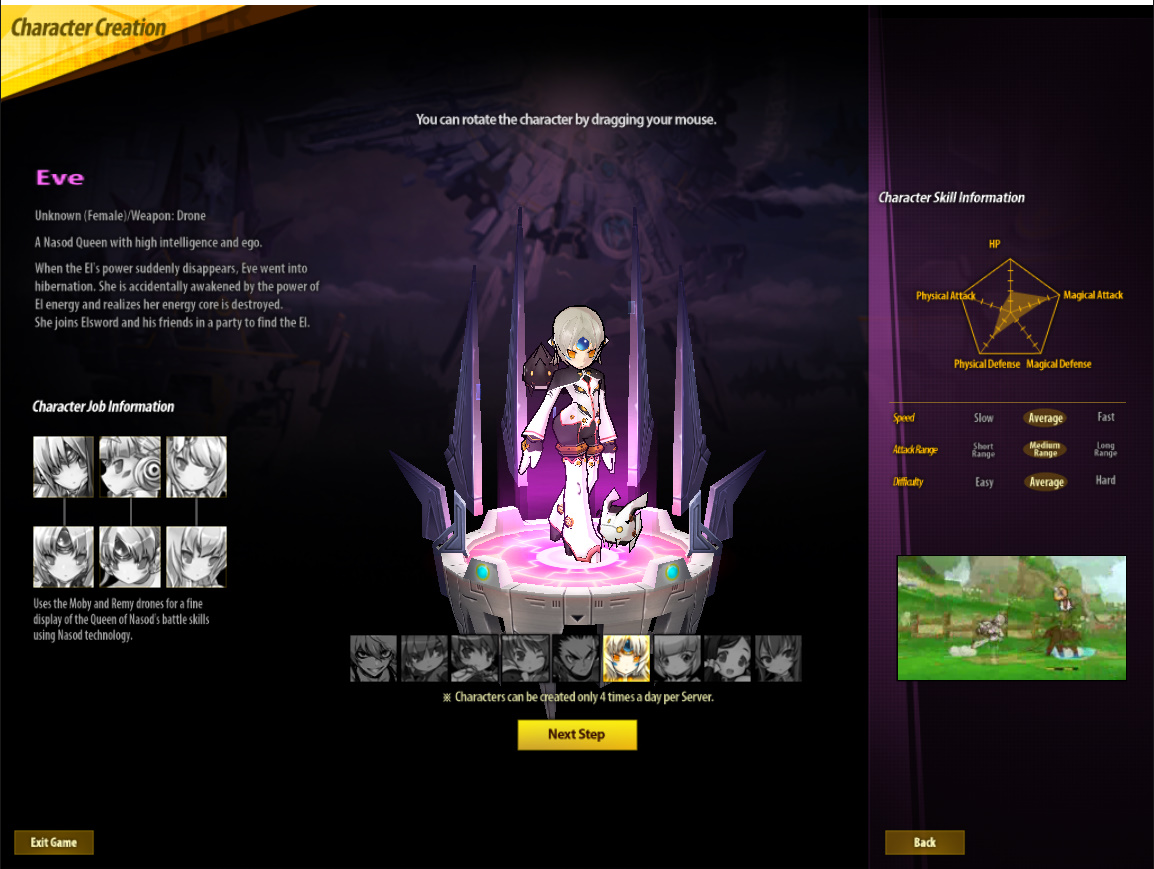 Character Creation
You can rotate the character by dragging your mouse.
Eve
Unknown (Female)/Weapon: Drone
A Nasod Queen with high intelligence and ego.
When the El's power suddenly disappears, Eve went into
hibernation. She is accidentally awakened by the power of
El energy and realizes her energy core is destroyed.
She joins Elsword and his friends in a party to find the El.
Character Job Information
Uses the Moby and Remy drones for a fine
display of the Queen of Nasod's battle skills
using Nasod technology.
Character Skill Information
HP
Physical Attack
Magical Attack
Physical Defense
Magical Defense
Speed Slow Average Fast
Attack Range Short Range Medium Range Long Range
Difficulty Easy Average Hard
※ Characters can be created only 4 times a day per Server.
Next Step
Exit Game
Back